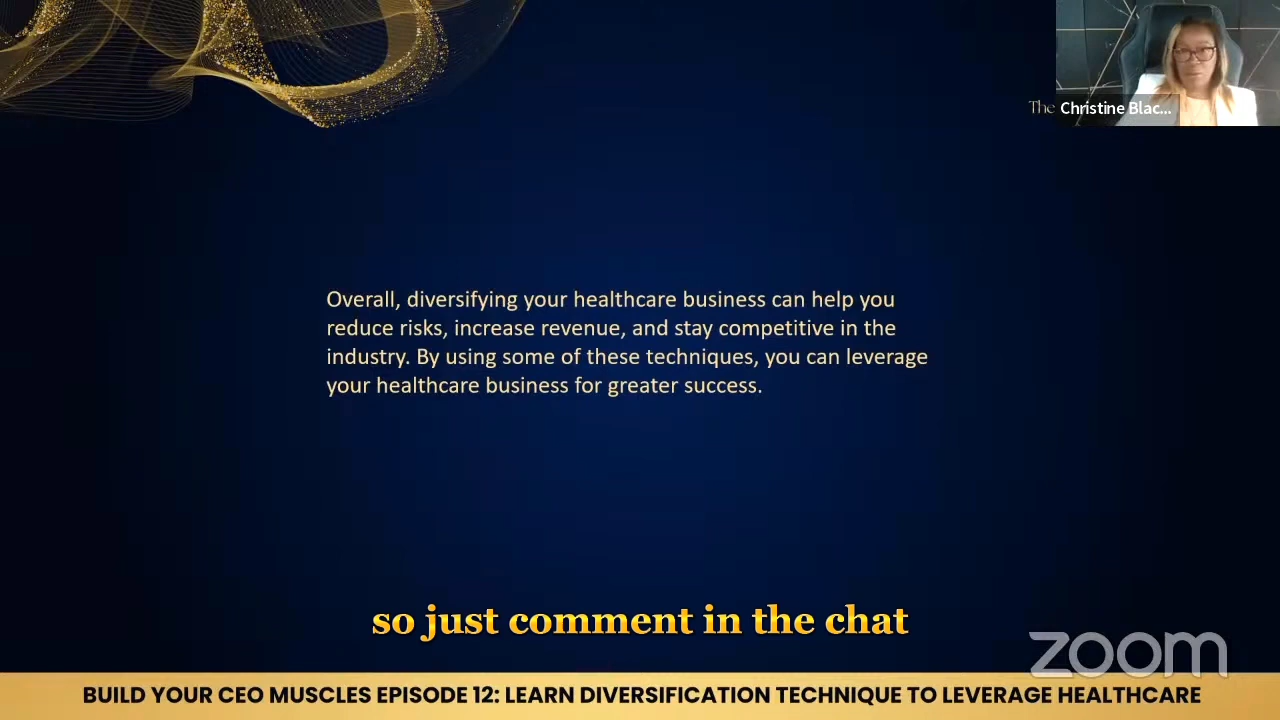 The
Christine Blac...
Overall, diversifying your healthcare business can help you
reduce risks, increase revenue, and stay competitive in the
industry. By using some of these techniques, you can leverage
your healthcare business for greater success.
so just comment in the chat
zoom
BUILD YOUR CEO MUSCLES EPISODE 12: LEARN DIVERSIFICATION TECHNIQUE TO LEVERAGE HEALTHCARE